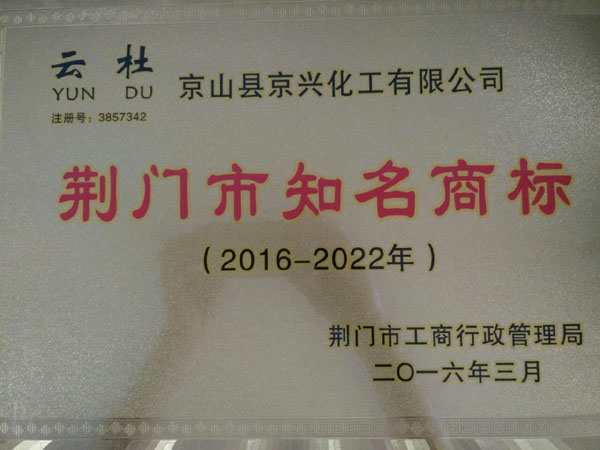 云杜 京山县京兴化工有限公司
YUN DU
注册号：3857342
荆门市知名商标
（2016-2022年）
荆门市工商行政管理局
二〇一六年三月